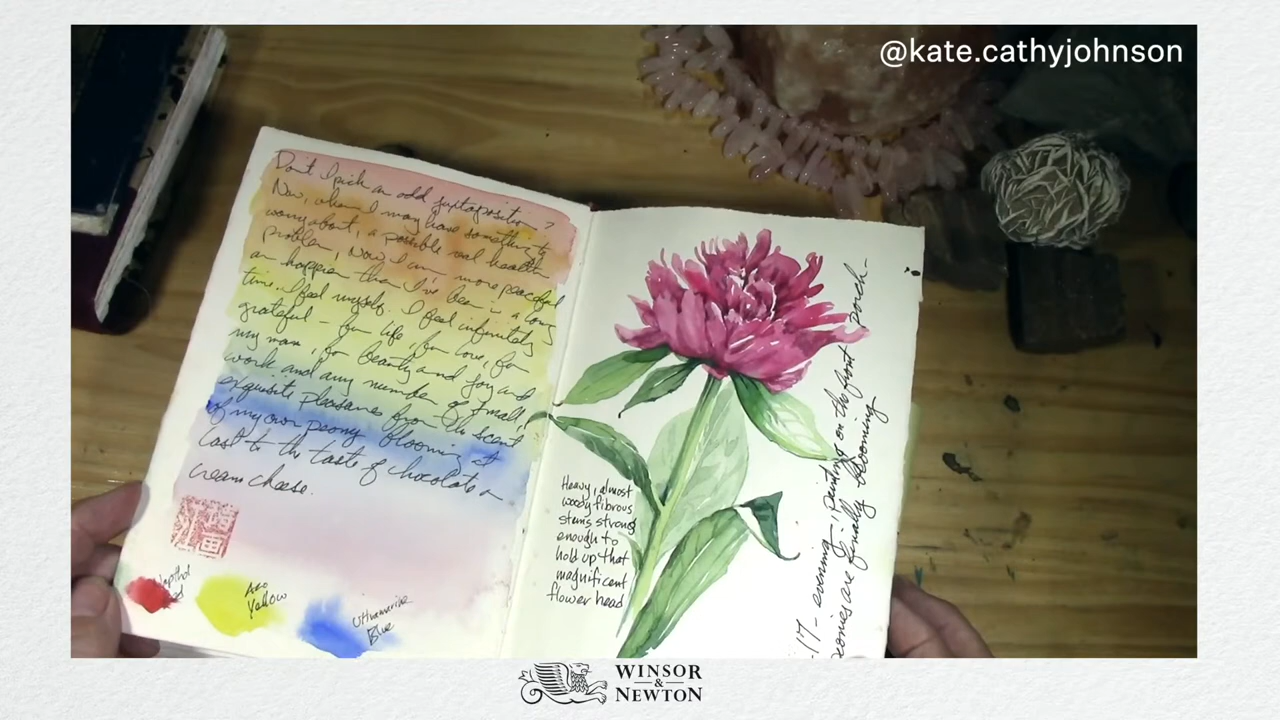 @kate.cathyjohnson
Don't I pick an odd juxtaposition?
Now, when I may have something to
worry about, a possible real health
problem, Now I am more peaceful
an happier than I've been in a long
time. I feel myself. I feel infinitely
grateful – for life, for love, for
my man, for beauty and joy and
work and any number of small,
exquisite pleasures from the scent
of my own peony blooming at
last to the taste of chocolate
cream cheese.
Napthol
Red
Azo
Yellow
Ultramarine
Blue
Heavy, almost
woody fibrous
stems strong
enough to
hold up that
magnificent
flower head
-17 - evening - painting on the front porch -
peonies are finally blooming
WINSOR
&
NEWTON